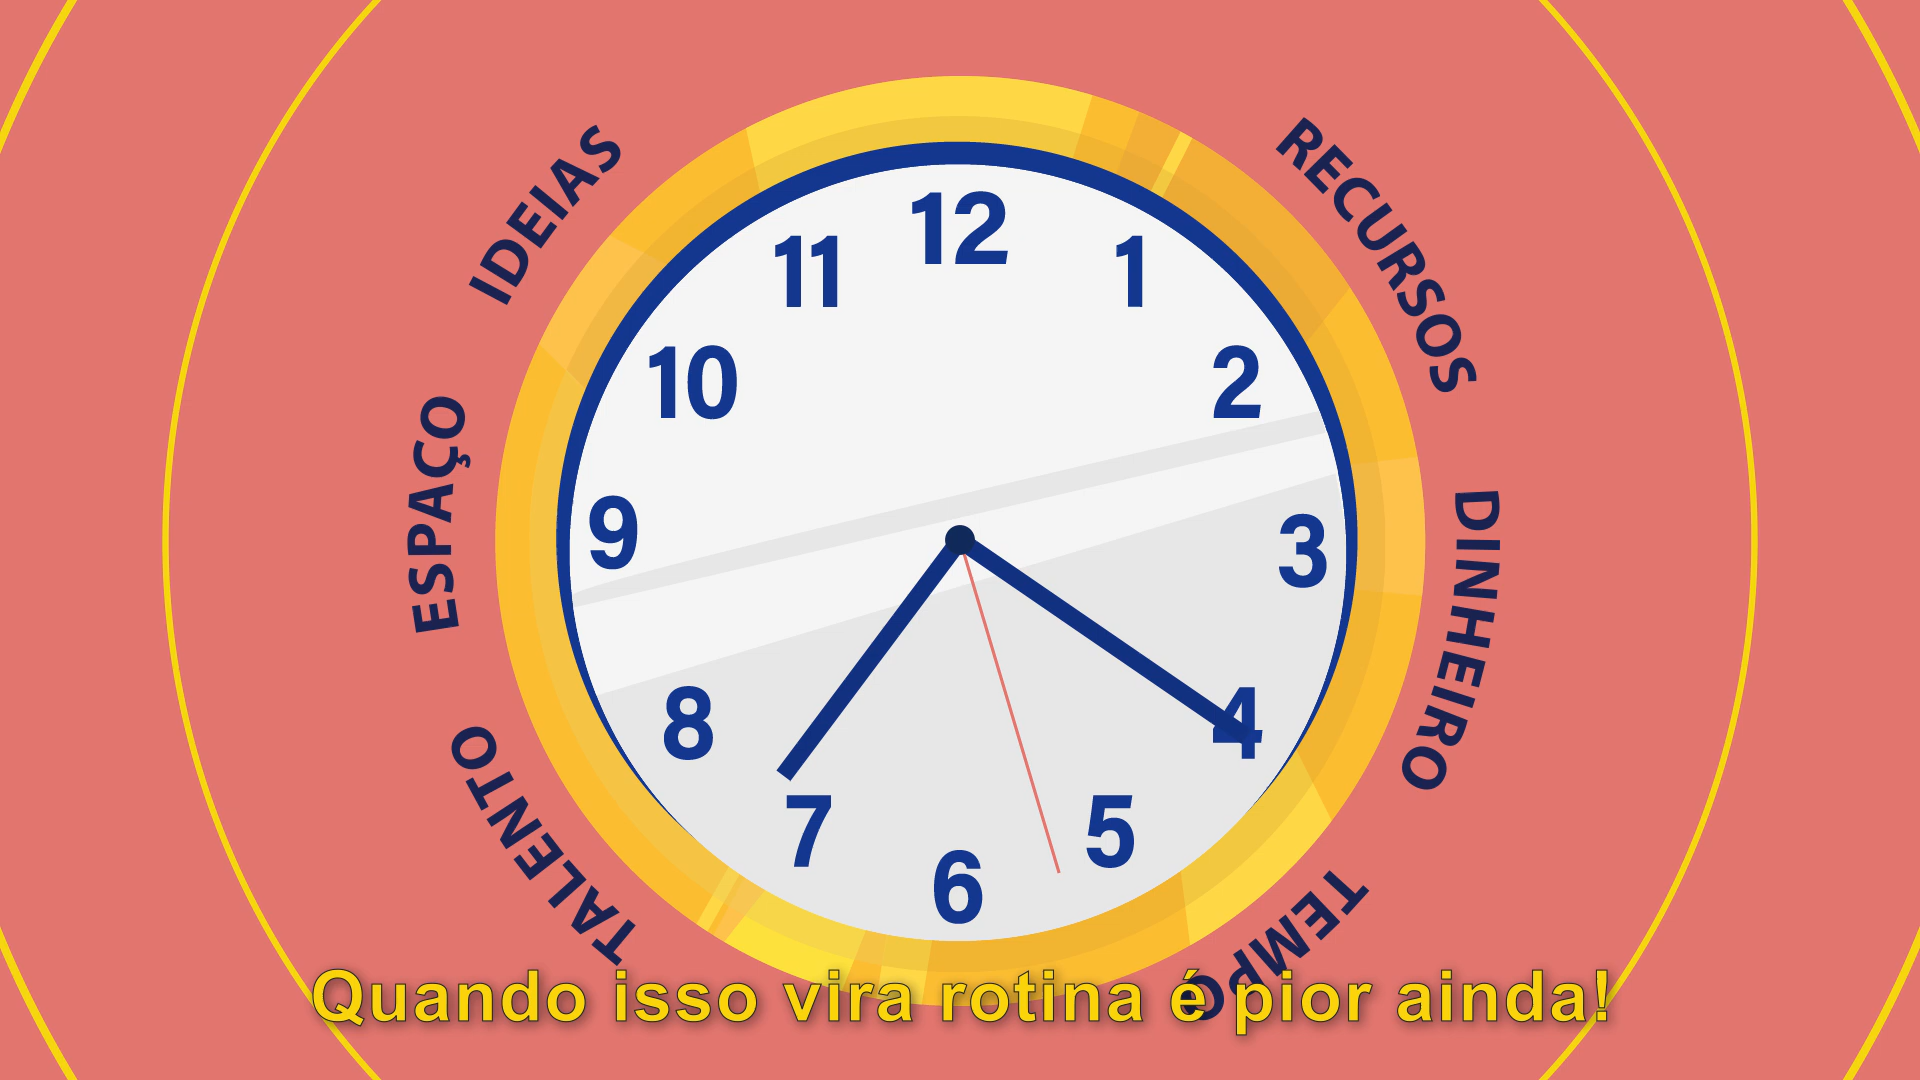 IDEIAS
RECURSOS
ESPAÇO
DINHEIRO
TALENTO
TEMPO
12
1
2
3
4
5
6
7
8
9
10
11
Quando isso vira rotina é pior ainda!